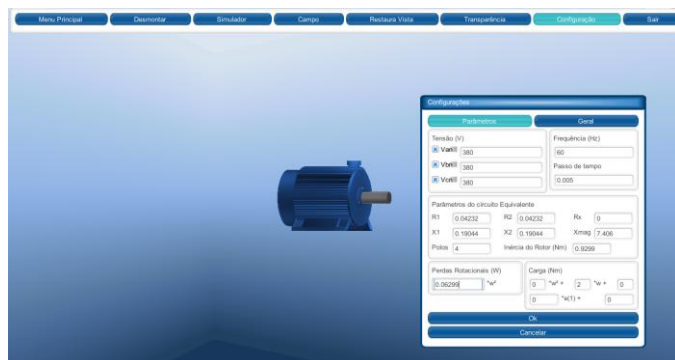 Menu Principal Desmontar Simulador Campo Restaura Vista Transparência Configuração Sair
Configurações
Parâmetros Geral
Tensão (V) Frequência (Hz)
380 60
380 Passo de tempo
380 0.005
Parâmetros do circuito Equivalente
R1 0.04232 R2 0.04232 Rx 0
X1 0.19044 X2 0.19044 Xmag 7.406
Polos 4 Inércia do Rotor (Nm) 0.9299
Perdas Rotacionais (W) Carga (Nm)
0.06299 *w² 0 *w² + 2 *w + 0
0 *w(1) + 0
Ok
Cancelar